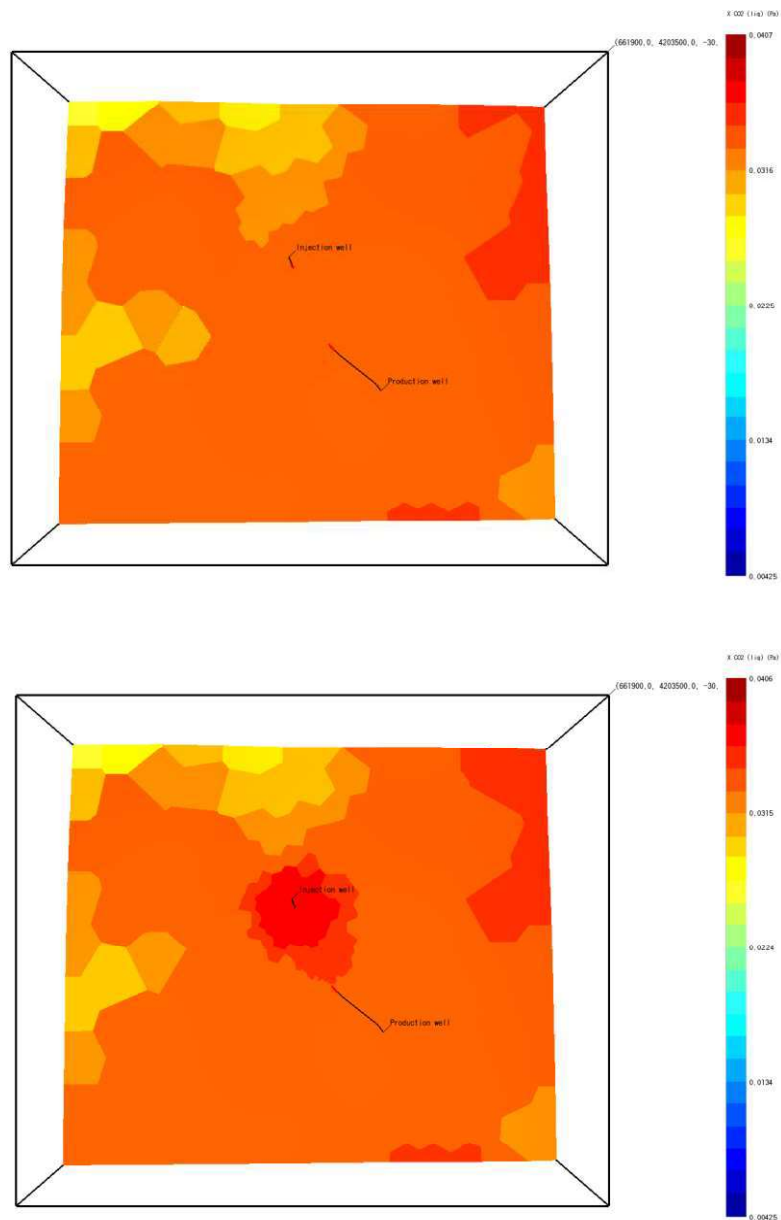 X CO2 (liq) (Pa)
(661900.0, 4203500.0, -30.
0.0407
0.0316
Injection well
0.0225
Production well
0.0134
0.00425
X CO2 (liq) (Pa)
(661900.0, 4203500.0, -30.
0.0406
0.0315
Injection well
0.0224
Production well
0.0134
0.00425